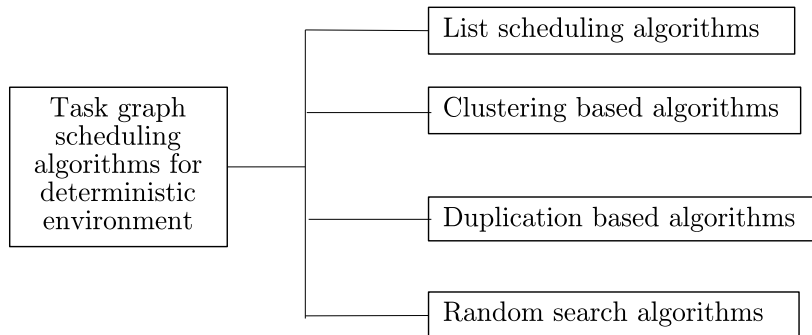 Task graph
scheduling
algorithms for
deterministic
environment
List scheduling algorithms
Clustering based algorithms
Duplication based algorithms
Random search algorithms